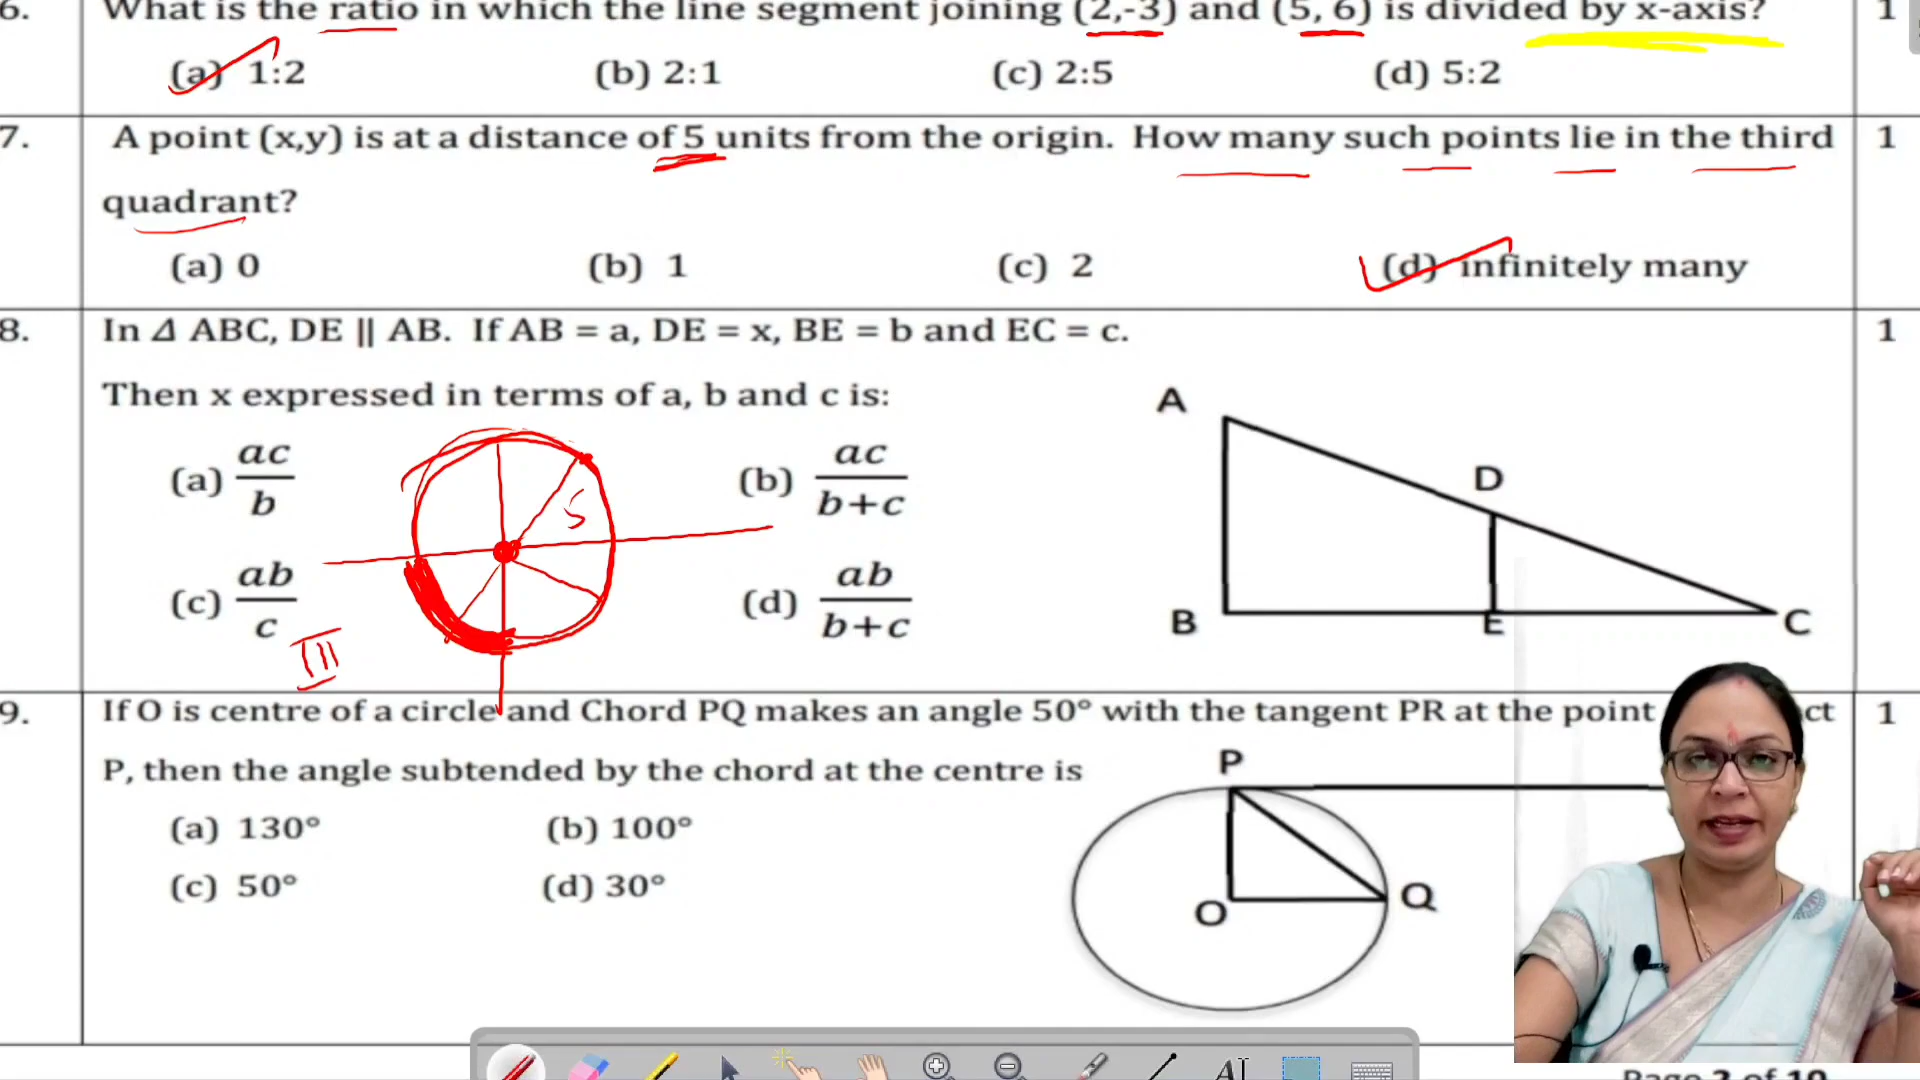 6. What is the ratio in which the line segment joining (2,-3) and (5, 6) is divided by x-axis? 1
(a) 1:2 (b) 2:1 (c) 2:5 (d) 5:2
7. A point (x,y) is at a distance of 5 units from the origin. How many such points lie in the third 1
quadrant?
(a) 0 (b) 1 (c) 2 (d) infinitely many
8. In Δ ABC, DE || AB. If AB = a, DE = x, BE = b and EC = c. 1
Then x expressed in terms of a, b and c is:
(a) ac/b (b) ac/(b+c)
(c) ab/c (d) ab/(b+c)
5
III
A
D
B E C
9. If O is centre of a circle and Chord PQ makes an angle 50° with the tangent PR at the point 1
P, then the angle subtended by the chord at the centre is
(a) 130° (b) 100°
(c) 50° (d) 30°
P
O Q
AI